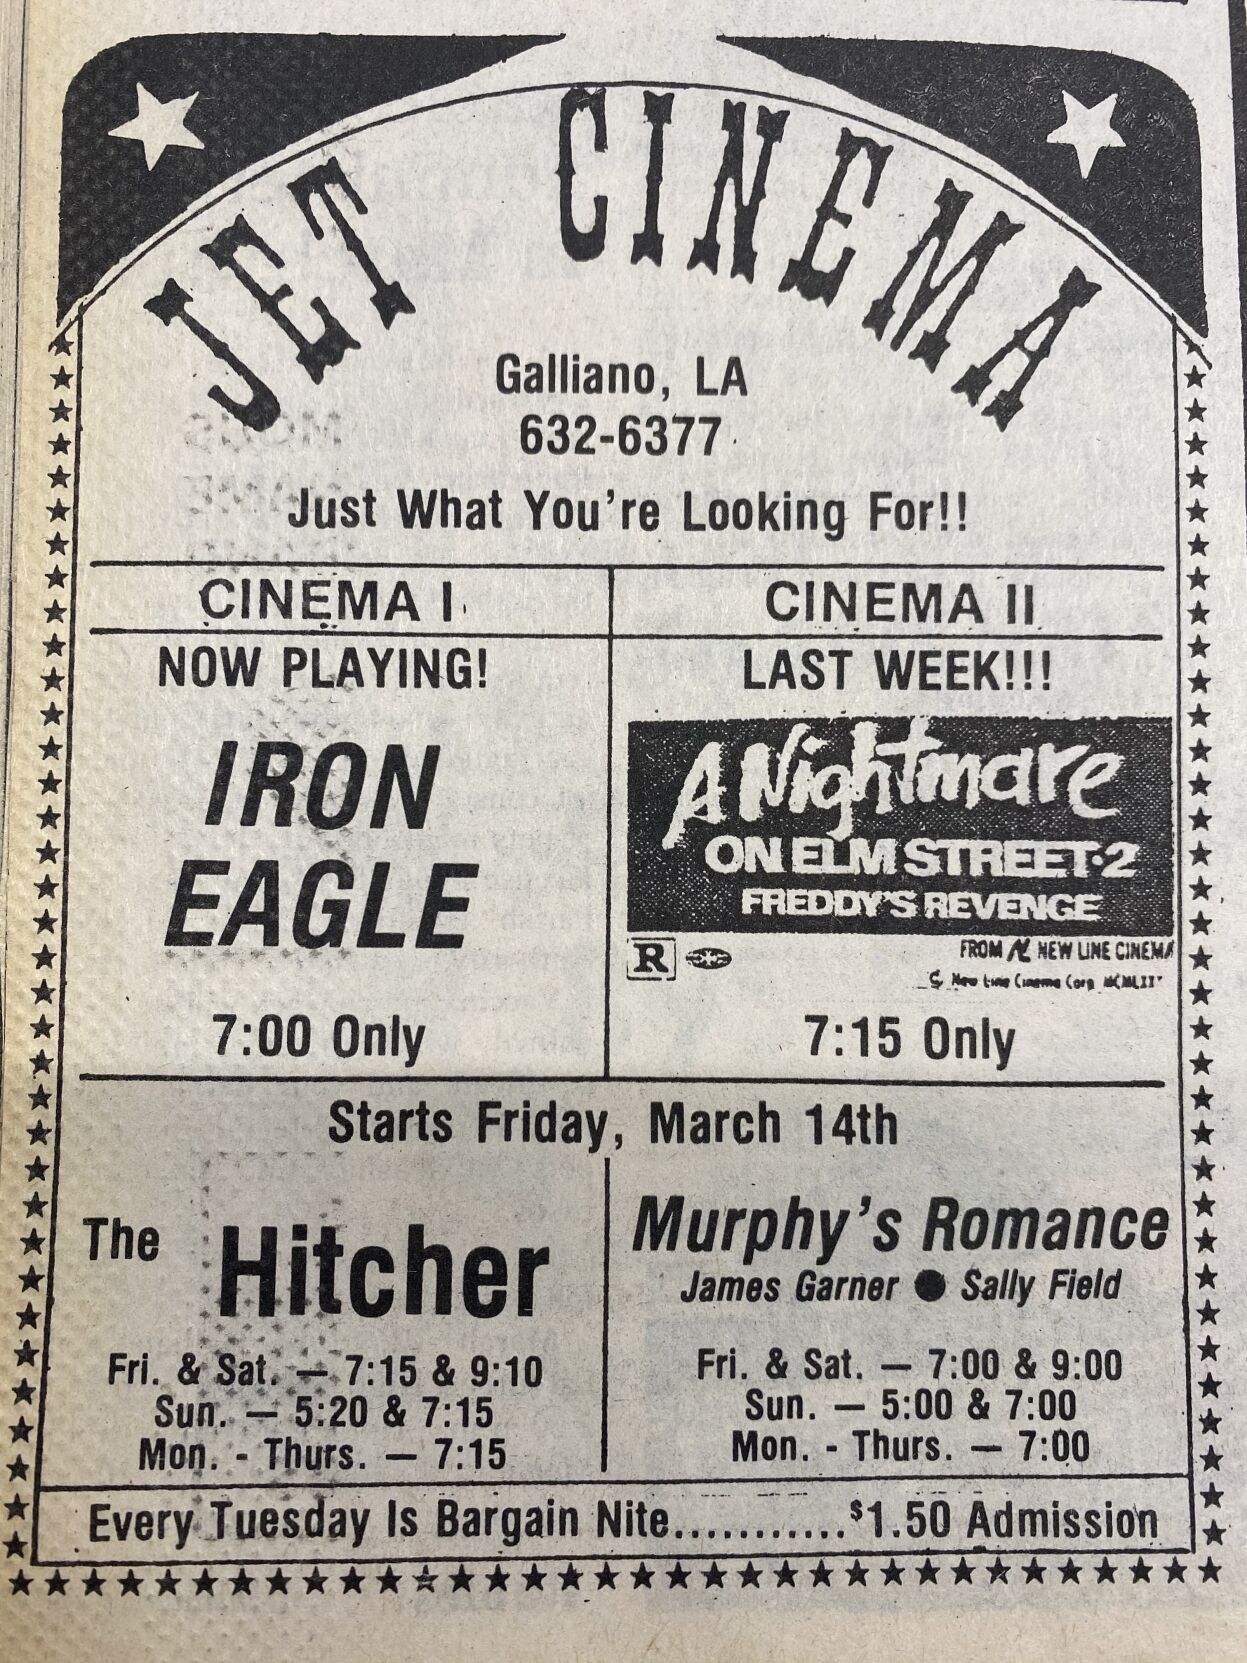 JET CINEMA
Galliano, LA
632-6377
Just What You're Looking For!!
CINEMA I
NOW PLAYING!
IRON
EAGLE
7:00 Only
CINEMA II
LAST WEEK!!!
A Nightmare
ON ELM STREET·2
FREDDY'S REVENGE
R
FROM NEW LINE CINEMA
New Line Cinema Corp
7:15 Only
Starts Friday, March 14th
The Hitcher
Fri. & Sat. — 7:15 & 9:10
Sun. — 5:20 & 7:15
Mon. - Thurs. — 7:15
Murphy's Romance
James Garner ● Sally Field
Fri. & Sat. — 7:00 & 9:00
Sun. — 5:00 & 7:00
Mon. - Thurs. — 7:00
Every Tuesday Is Bargain Nite...........$1.50 Admission